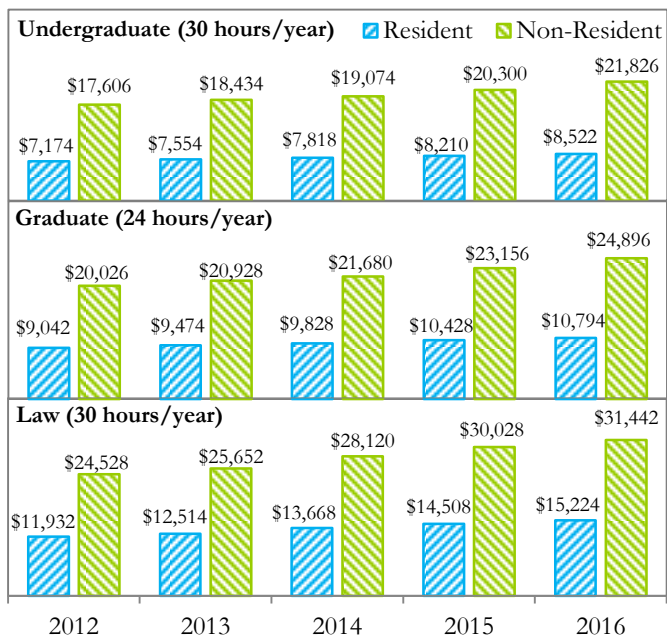 Undergraduate (30 hours/year) Resident Non-Resident
$17,606 $18,434 $19,074 $20,300 $21,826
$7,174 $7,554 $7,818 $8,210 $8,522
Graduate (24 hours/year)
$20,026 $20,928 $21,680 $23,156 $24,896
$9,042 $9,474 $9,828 $10,428 $10,794
Law (30 hours/year)
$24,528 $25,652 $28,120 $30,028 $31,442
$11,932 $12,514 $13,668 $14,508 $15,224
2012 2013 2014 2015 2016